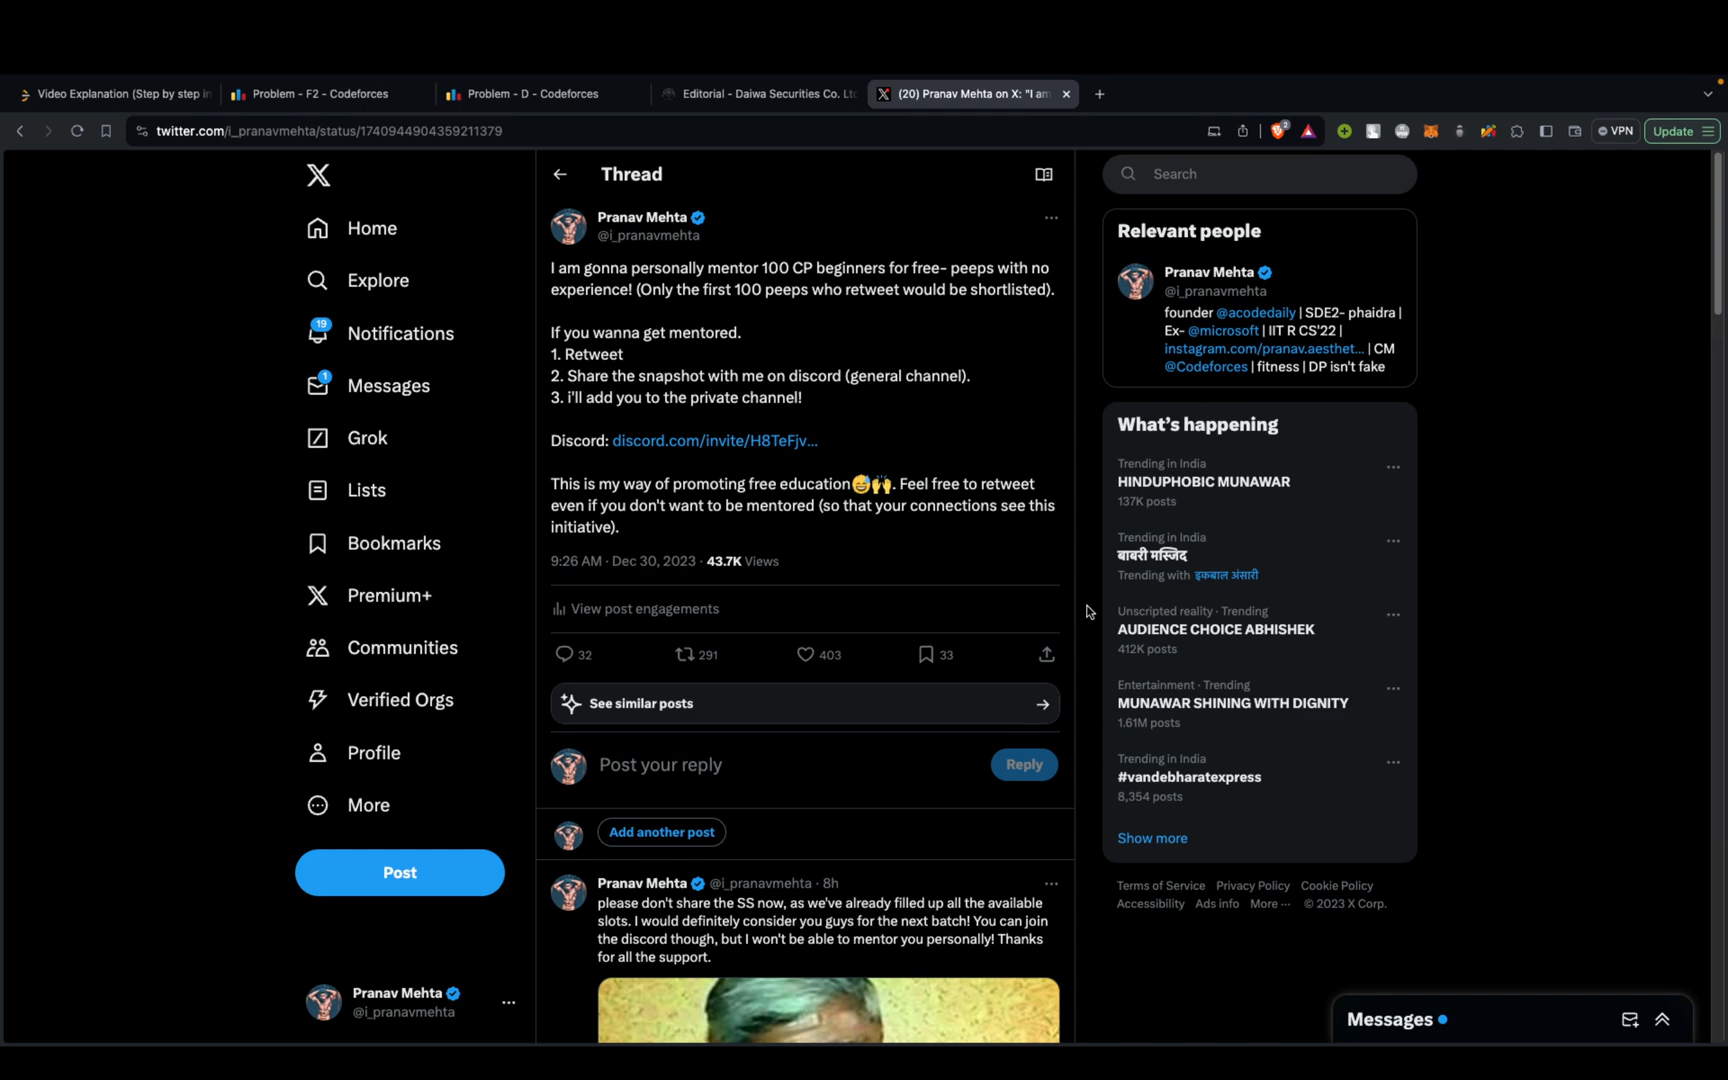 Video Explanation (Step by step in
Problem - F2 - Codeforces
Problem - D - Codeforces
Editorial - Daiwa Securities Co. Ltd
(20) Pranav Mehta on X: "I am
twitter.com/i_pranavmehta/status/1740944904359211379
2
VPN
Update
Home
Explore
19
Notifications
1
Messages
Grok
Lists
Bookmarks
Premium+
Communities
Verified Orgs
Profile
More
Post
Pranav Mehta
@i_pranavmehta
Thread
Pranav Mehta
@i_pranavmehta
I am gonna personally mentor 100 CP beginners for free- peeps with no
experience! (Only the first 100 peeps who retweet would be shortlisted).
If you wanna get mentored.
1. Retweet
2. Share the snapshot with me on discord (general channel).
3. i'll add you to the private channel!
Discord: discord.com/invite/H8TeFjv...
This is my way of promoting free education😅🙌. Feel free to retweet
even if you don't want to be mentored (so that your connections see this
initiative).
9:26 AM · Dec 30, 2023 · 43.7K Views
View post engagements
32
291
403
33
See similar posts
Post your reply
Reply
Add another post
Pranav Mehta @i_pranavmehta · 8h
please don't share the SS now, as we've already filled up all the available
slots. I would definitely consider you guys for the next batch! You can join
the discord though, but I won't be able to mentor you personally! Thanks
for all the support.
Search
Relevant people
Pranav Mehta
@i_pranavmehta
founder @acodedaily | SDE2- phaidra |
Ex- @microsoft | IIT R CS'22 |
instagram.com/pranav.aesthet... | CM
@Codeforces | fitness | DP isn't fake
What's happening
Trending in India
HINDUPHOBIC MUNAWAR
137K posts
Trending in India
बाबरी मस्जिद
Trending with इकबाल अंसारी
Unscripted reality · Trending
AUDIENCE CHOICE ABHISHEK
412K posts
Entertainment · Trending
MUNAWAR SHINING WITH DIGNITY
1.61M posts
Trending in India
#vandebharatexpress
8,354 posts
Show more
Terms of Service Privacy Policy Cookie Policy
Accessibility Ads info More ··· © 2023 X Corp.
Messages